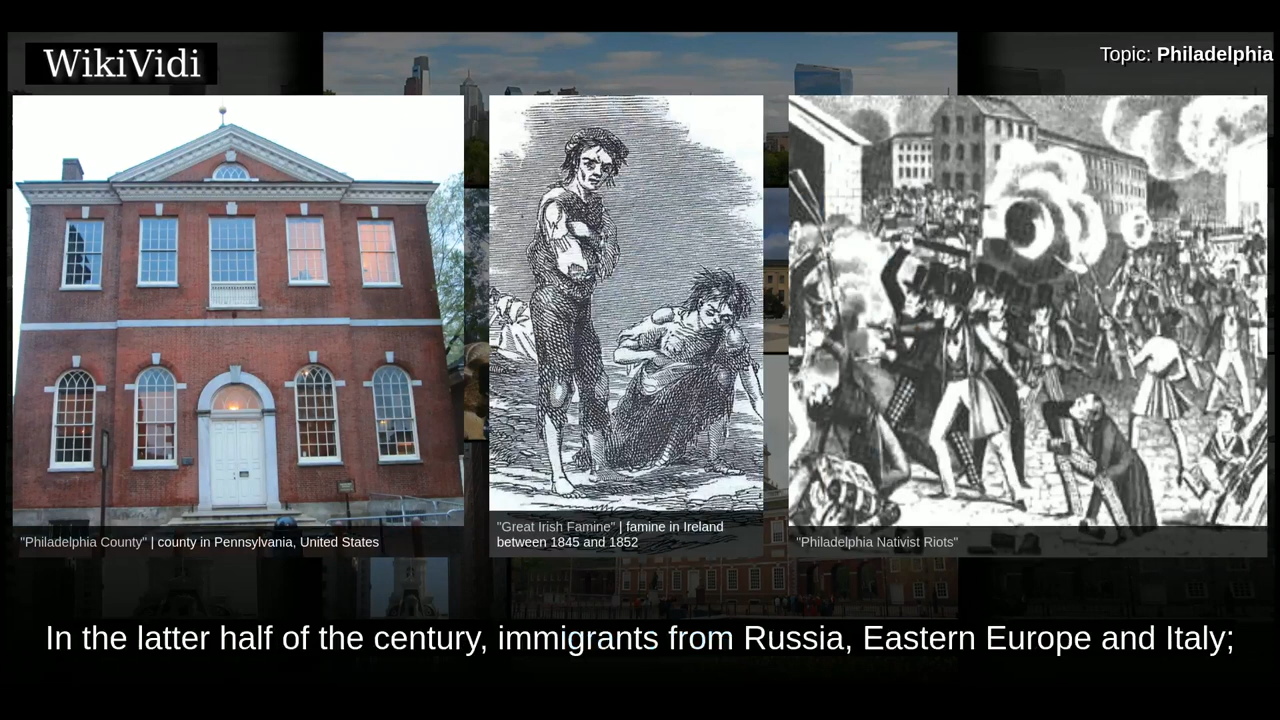 WikiVidi
Topic: Philadelphia
"Philadelphia County" | county in Pennsylvania, United States
"Great Irish Famine" | famine in Ireland
between 1845 and 1852
"Philadelphia Nativist Riots"
In the latter half of the century, immigrants from Russia, Eastern Europe and Italy;